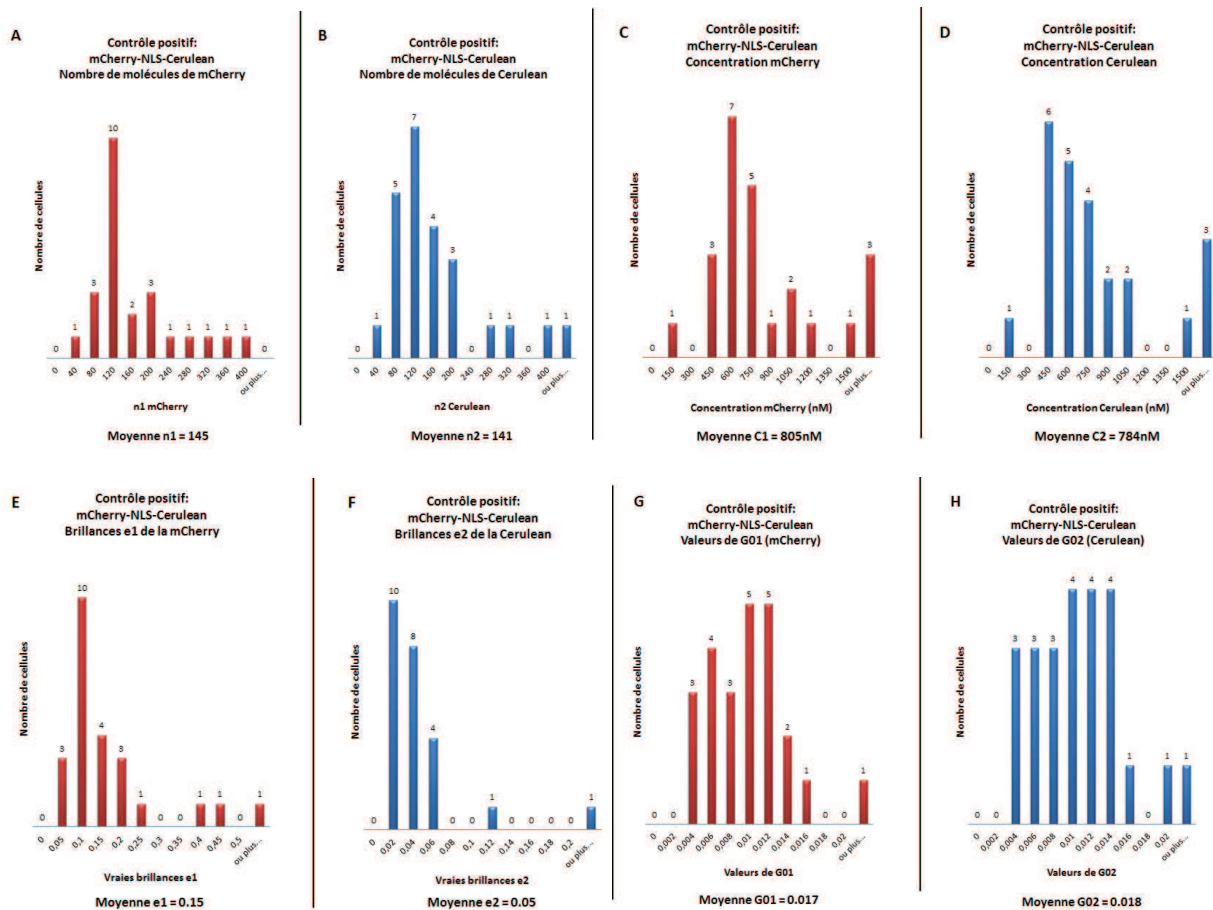 A
Contrôle positif:
mCherry-NLS-Cerulean
Nombre de molécules de mCherry
Nombre de cellules
0 1 3 10 2 3 1 1 1 1 1 0
0 40 80 120 160 200 240 280 320 360 400 ou plus...
n1 mCherry
Moyenne n1 = 145
B
Contrôle positif:
mCherry-NLS-Cerulean
Nombre de molécules de Cerulean
Nombre de cellules
0 1 5 7 4 3 0 1 1 0 1 1
0 40 80 120 160 200 240 280 320 360 400 ou plus...
n2 Cerulean
Moyenne n2 = 141
C
Contrôle positif:
mCherry-NLS-Cerulean
Concentration mCherry
Nombre de cellules
0 1 0 3 7 5 1 2 1 0 1 3
0 150 300 450 600 750 900 1050 1200 1350 1500 ou plus...
Concentration mCherry (nM)
Moyenne C1 = 805nM
D
Contrôle positif:
mCherry-NLS-Cerulean
Concentration Cerulean
Nombre de cellules
0 1 0 6 5 4 2 2 0 0 1 3
0 150 300 450 600 750 900 1050 1200 1350 1500 ou plus...
Concentration Cerulean (nM)
Moyenne C2 = 784nM
E
Contrôle positif:
mCherry-NLS-Cerulean
Brillances e1 de la mCherry
Nombre de cellules
0 3 10 4 3 1 0 0 1 1 0 1
0 0,05 0,1 0,15 0,2 0,25 0,3 0,35 0,4 0,45 0,5 ou plus...
Vraies brillances e1
Moyenne e1 = 0.15
F
Contrôle positif:
mCherry-NLS-Cerulean
Brillances e2 de la Cerulean
Nombre de cellules
0 10 8 4 0 0 1 0 0 0 0 1
0 0,02 0,04 0,06 0,08 0,1 0,12 0,14 0,16 0,18 0,2 ou plus...
Vraies brillances e2
Moyenne e2 = 0.05
G
Contrôle positif:
mCherry-NLS-Cerulean
Valeurs de G01 (mCherry)
Nombre de cellules
0 0 3 4 3 5 5 2 1 0 0 1
0 0,002 0,004 0,006 0,008 0,01 0,012 0,014 0,016 0,018 0,02 ou plus...
Valeurs de G01
Moyenne G01 = 0.017
H
Contrôle positif:
mCherry-NLS-Cerulean
Valeurs de G02 (Cerulean)
Nombre de cellules
0 0 3 3 3 4 4 4 1 0 1 1
0 0,002 0,004 0,006 0,008 0,01 0,012 0,014 0,016 0,018 0,02 ou plus...
Valeurs de G02
Moyenne G02 = 0.018